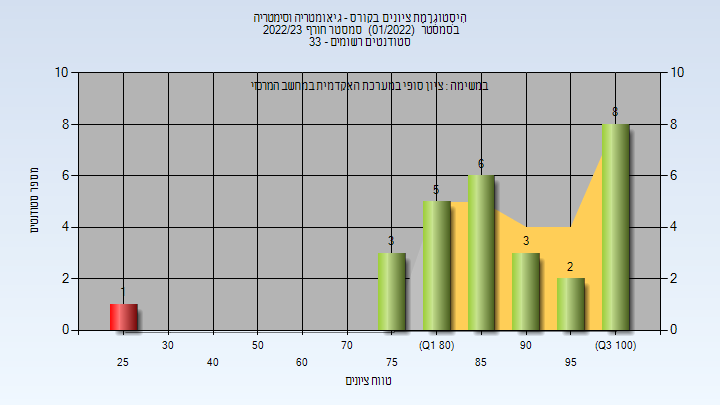 היסטוגרמת ציונים בקורס - גיאומטריה וסימטריה
בסמסטר (01/2022) סמסטר חורף 2022/23
סטודנטים רשומים - 33
במשימה : ציון סופי במערכת האקדמית במחשב המרכזי
10 10
8 8
6 6
4 4
2 2
0 0
1 3 5 6 3 2 8
מספר סטודנטים
30 50 60 70 (Q1 80) 90 (Q3 100)
25 40 60 75 85 95
טווח ציונים